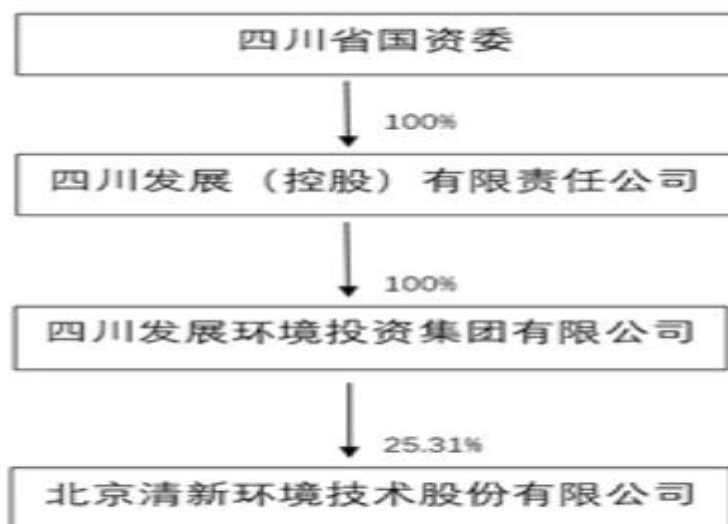 四川省国资委
100%
四川发展（控股）有限责任公司
100%
四川发展环境投资集团有限公司
25.31%
北京清新环境技术股份有限公司